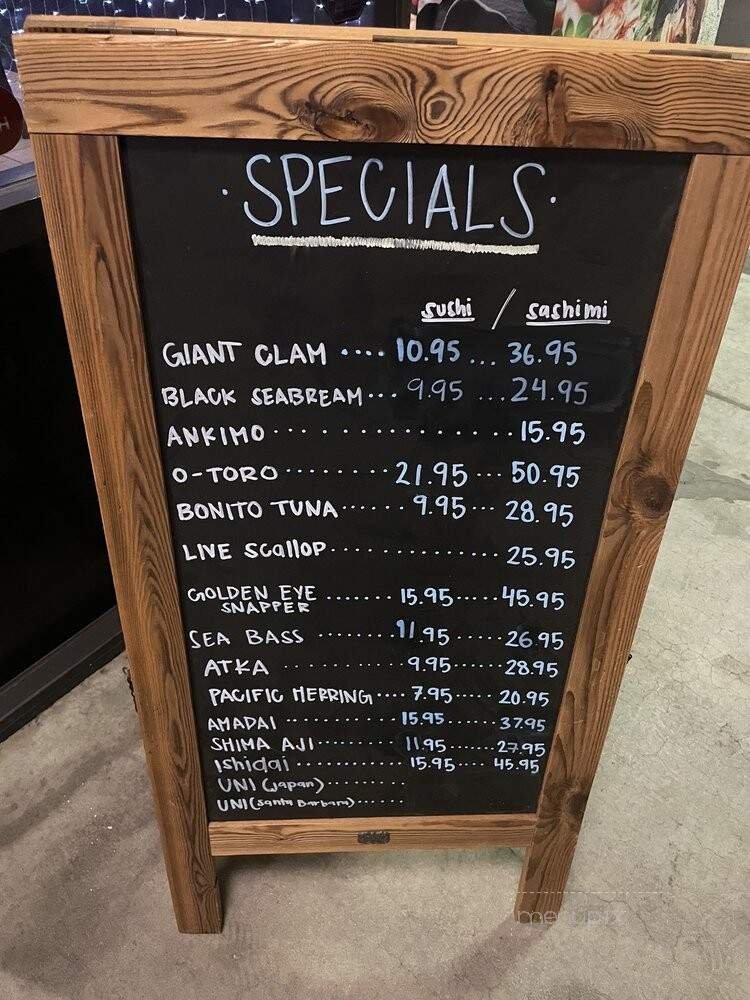 · SPECIALS ·
sushi / sashimi
GIANT CLAM .... 10.95 ... 36.95
BLACK SEABREAM... 9.95 ... 24.95
ANKIMO .............. 15.95
O-TORO ........ 21.95 ... 50.95
BONITO TUNA...... 9.95... 28.95
LIVE Scallop .............. 25.95
GOLDEN EYE
SNAPPER ....... 15.95..... 45.95
SEA BASS ........ 11.95 ..... 26.95
ATKA ........... 9.95...... 28.95
PACIFIC HERRING.... 7.95..... 20.95
AMADAI .......... 15.95...... 37.95
SHIMA AJI........ 11.95....... 27.95
Ishidai .......... 15.95.... 45.95
UNI (japan).........
UNI (santa Barbara)......
menupix
H